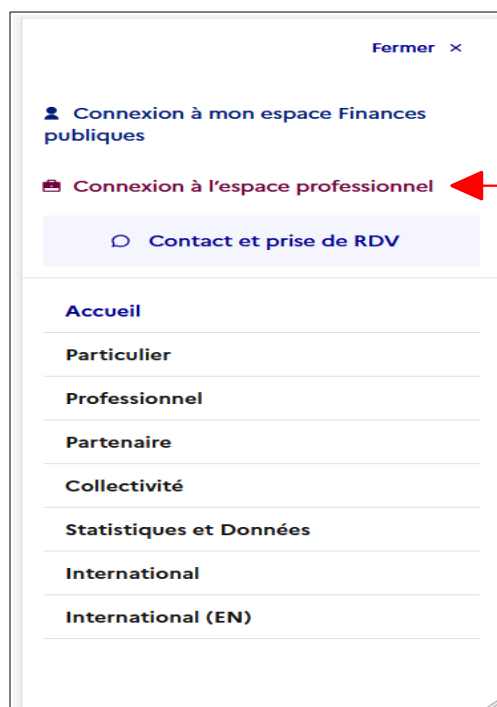 Fermer ×
Connexion à mon espace Finances
publiques
Connexion à l'espace professionnel
Contact et prise de RDV
Accueil
Particulier
Professionnel
Partenaire
Collectivité
Statistiques et Données
International
International (EN)